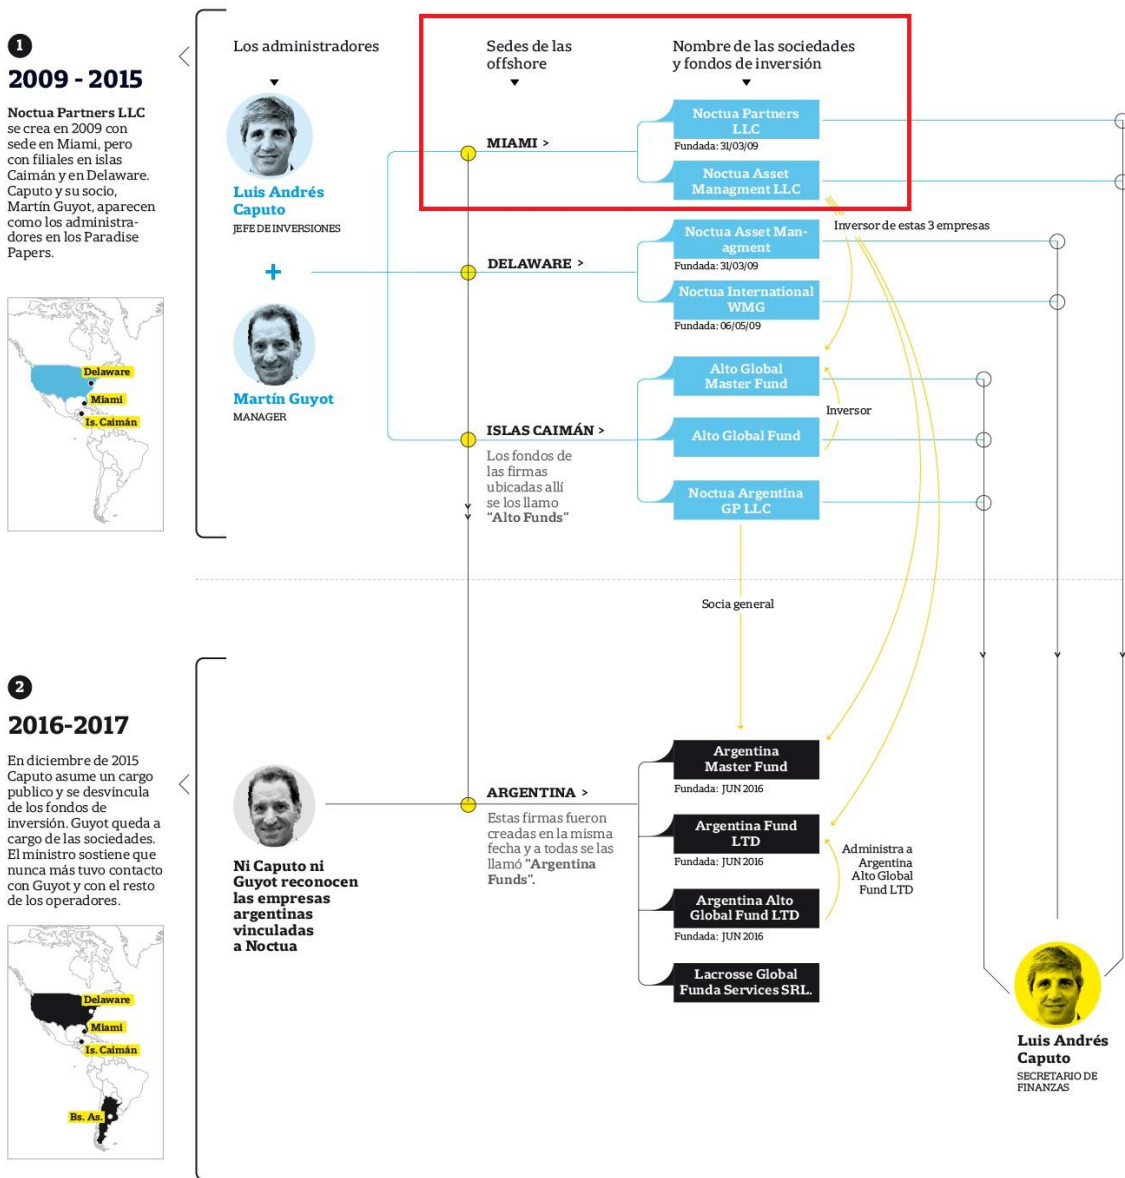 1
2009 - 2015
Noctua Partners LLC
se crea en 2009 con
sede en Miami, pero
con filiales en islas
Caimán y en Delaware.
Caputo y su socio,
Martín Guyot, aparecen
como los administra-
dores en los Paradise
Papers.
Delaware
Miami
Is. Caimán
Los administradores
Luis Andrés
Caputo
JEFE DE INVERSIONES
+
Martín Guyot
MANAGER
Sedes de las
offshore
MIAMI >
DELAWARE >
ISLAS CAIMÁN >
Los fondos de
las firmas
ubicadas allí
se los llamo
"Alto Funds"
Nombre de las sociedades
y fondos de inversión
Noctua Partners
LLC
Fundada: 31/03/09
Noctua Asset
Managment LLC
Inversor de estas 3 empresas
Noctua Asset Man-
agment
Fundada: 31/03/09
Noctua International
WMG
Fundada: 06/05/09
Alto Global
Master Fund
Inversor
Alto Global Fund
Noctua Argentina
GP LLC
Socia general
2
2016-2017
En diciembre de 2015
Caputo asume un cargo
publico y se desvincula
de los fondos de
inversión. Guyot queda a
cargo de las sociedades.
El ministro sostiene que
nunca más tuvo contacto
con Guyot y con el resto
de los operadores.
Delaware
Miami
Is. Caimán
Bs. As.
Ni Caputo ni
Guyot reconocen
las empresas
argentinas
vinculadas
a Noctua
ARGENTINA >
Estas firmas fueron
creadas en la misma
fecha y a todas se las
llamó "Argentina
Funds".
Argentina
Master Fund
Fundada: JUN 2016
Argentina Fund
LTD
Fundada: JUN 2016
Administra a
Argentina
Alto Global
Fund LTD
Argentina Alto
Global Fund LTD
Fundada: JUN 2016
Lacrosse Global
Funda Services SRL.
Luis Andrés
Caputo
SECRETARIO DE
FINANZAS